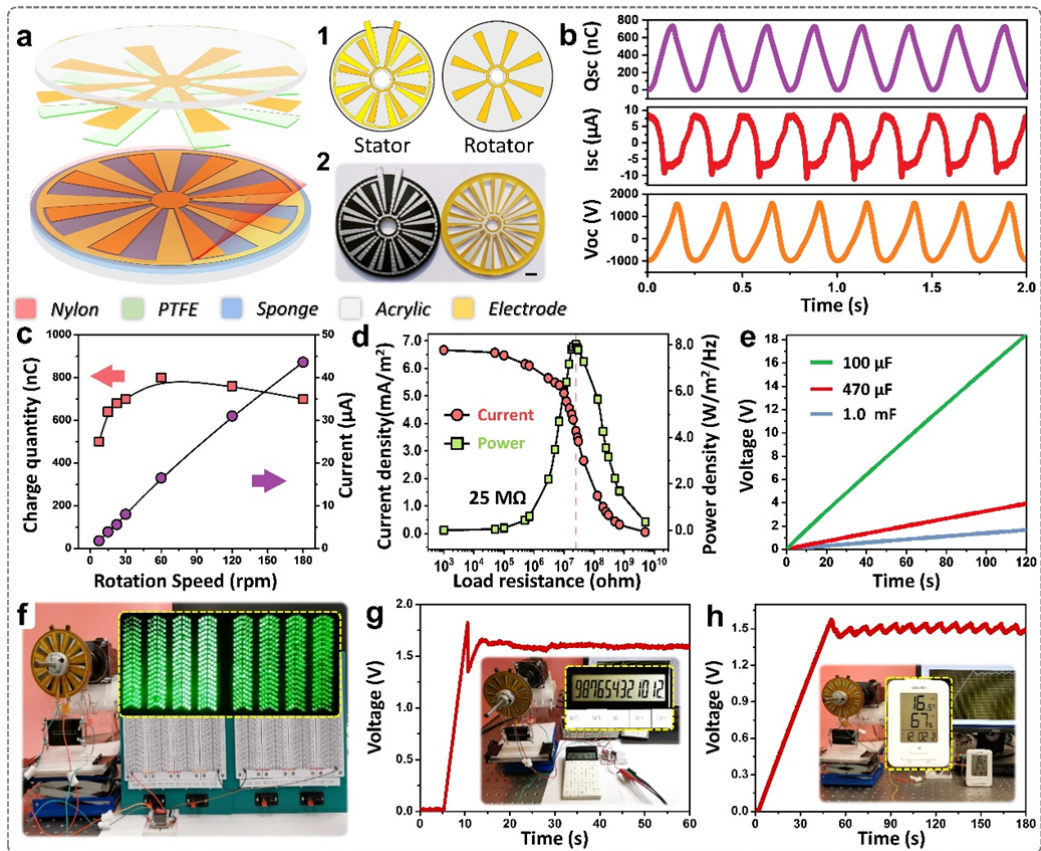 a
1
Stator
Rotator
2
Nylon
PTFE
Sponge
Acrylic
Electrode
b
Qsc (nC)
800
600
400
200
0
Isc (μA)
10
5
0
-5
-10
Voc (V)
2000
1000
0
-1000
0.0 0.5 1.0 1.5 2.0
Time (s)
c
Charge quantity (nC)
1000
900
800
700
600
500
400
300
200
100
0
Current (μA)
50
40
30
20
10
0
0 30 60 90 120 150 180
Rotation Speed (rpm)
d
Current density(mA/m²)
7.0
6.0
5.0
4.0
3.0
2.0
1.0
0.0
Current
Power
25 MΩ
Power density (W/m²/Hz)
8.0
6.0
4.0
2.0
0.0
10³ 10⁴ 10⁵ 10⁶ 10⁷ 10⁸ 10⁹ 10¹⁰
Load resistance (ohm)
e
Voltage (V)
18
16
14
12
10
8
6
4
2
0
100 μF
470 μF
1.0 mF
0 20 40 60 80 100 120
Time (s)
f
g
Voltage (V)
2.0
1.5
1.0
0.5
0.0
987654321012
0 10 20 30 40 50 60
Time (s)
h
Voltage (V)
1.5
1.2
0.9
0.6
0.3
0.0
16.5
67
0 30 60 90 120 150 180
Time (s)